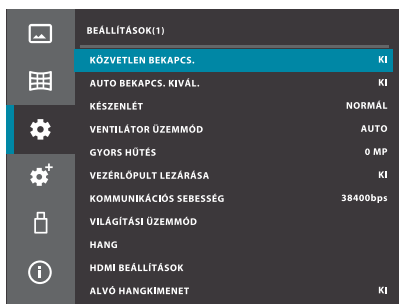 BEÁLLÍTÁSOK(1)
KÖZVETLEN BEKAPCS. KI
AUTO BEKAPCS. KIVÁL. KI
KÉSZENLÉT NORMÁL
VENTILÁTOR ÜZEMMÓD AUTO
GYORS HŰTÉS 0 MP
VEZÉRLŐPULT LEZÁRÁSA KI
KOMMUNIKÁCIÓS SEBESSÉG 38400bps
VILÁGÍTÁSI ÜZEMMÓD
HANG
HDMI BEÁLLÍTÁSOK
ALVÓ HANGKIMENET KI